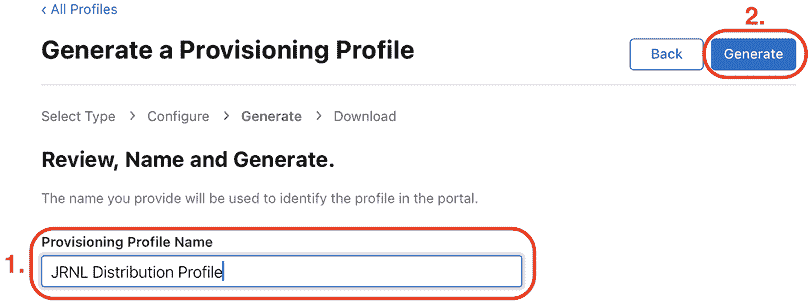 ‹ All Profiles
2.
Generate a Provisioning Profile
Back
Generate
Select Type > Configure > Generate > Download
Review, Name and Generate.
The name you provide will be used to identify the profile in the portal.
Provisioning Profile Name
1.
JRNL Distribution Profile